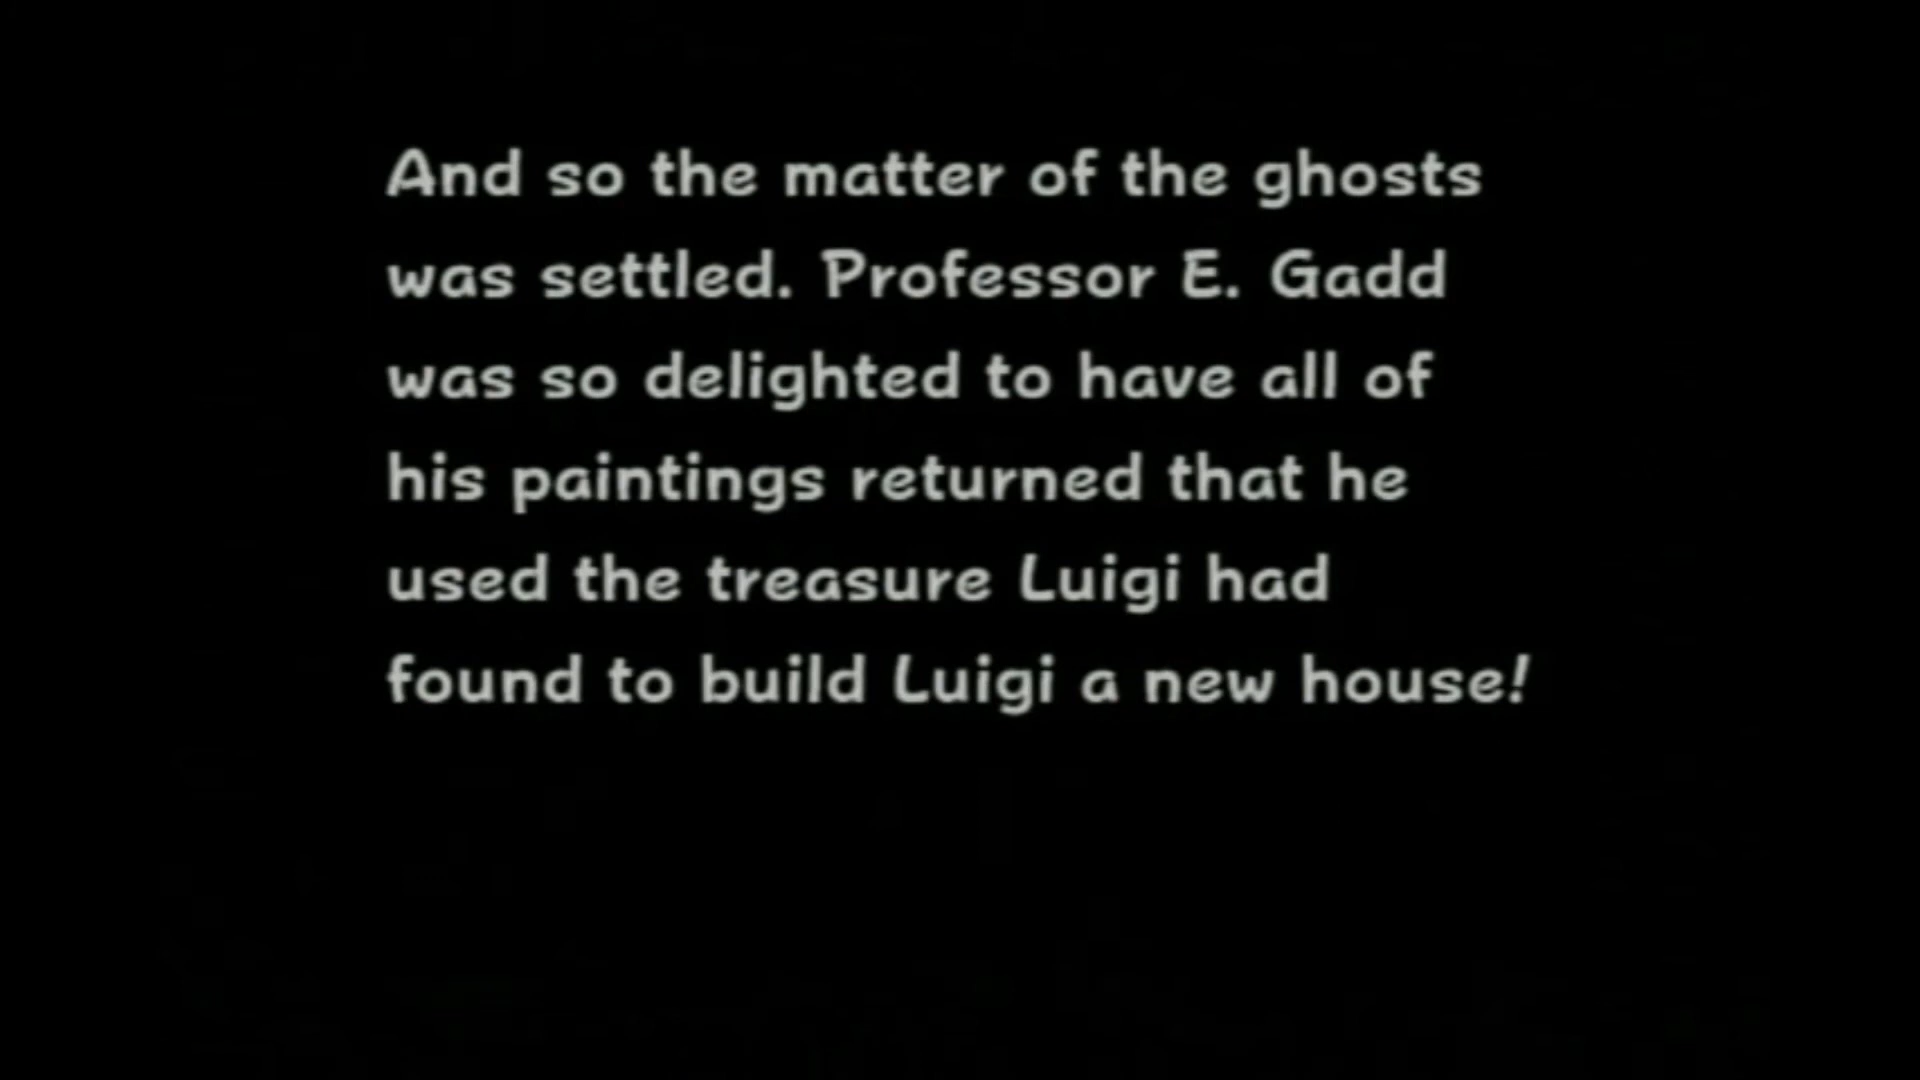 And so the matter of the ghosts
was settled. Professor E. Gadd
was so delighted to have all of
his paintings returned that he
used the treasure Luigi had
found to build Luigi a new house!